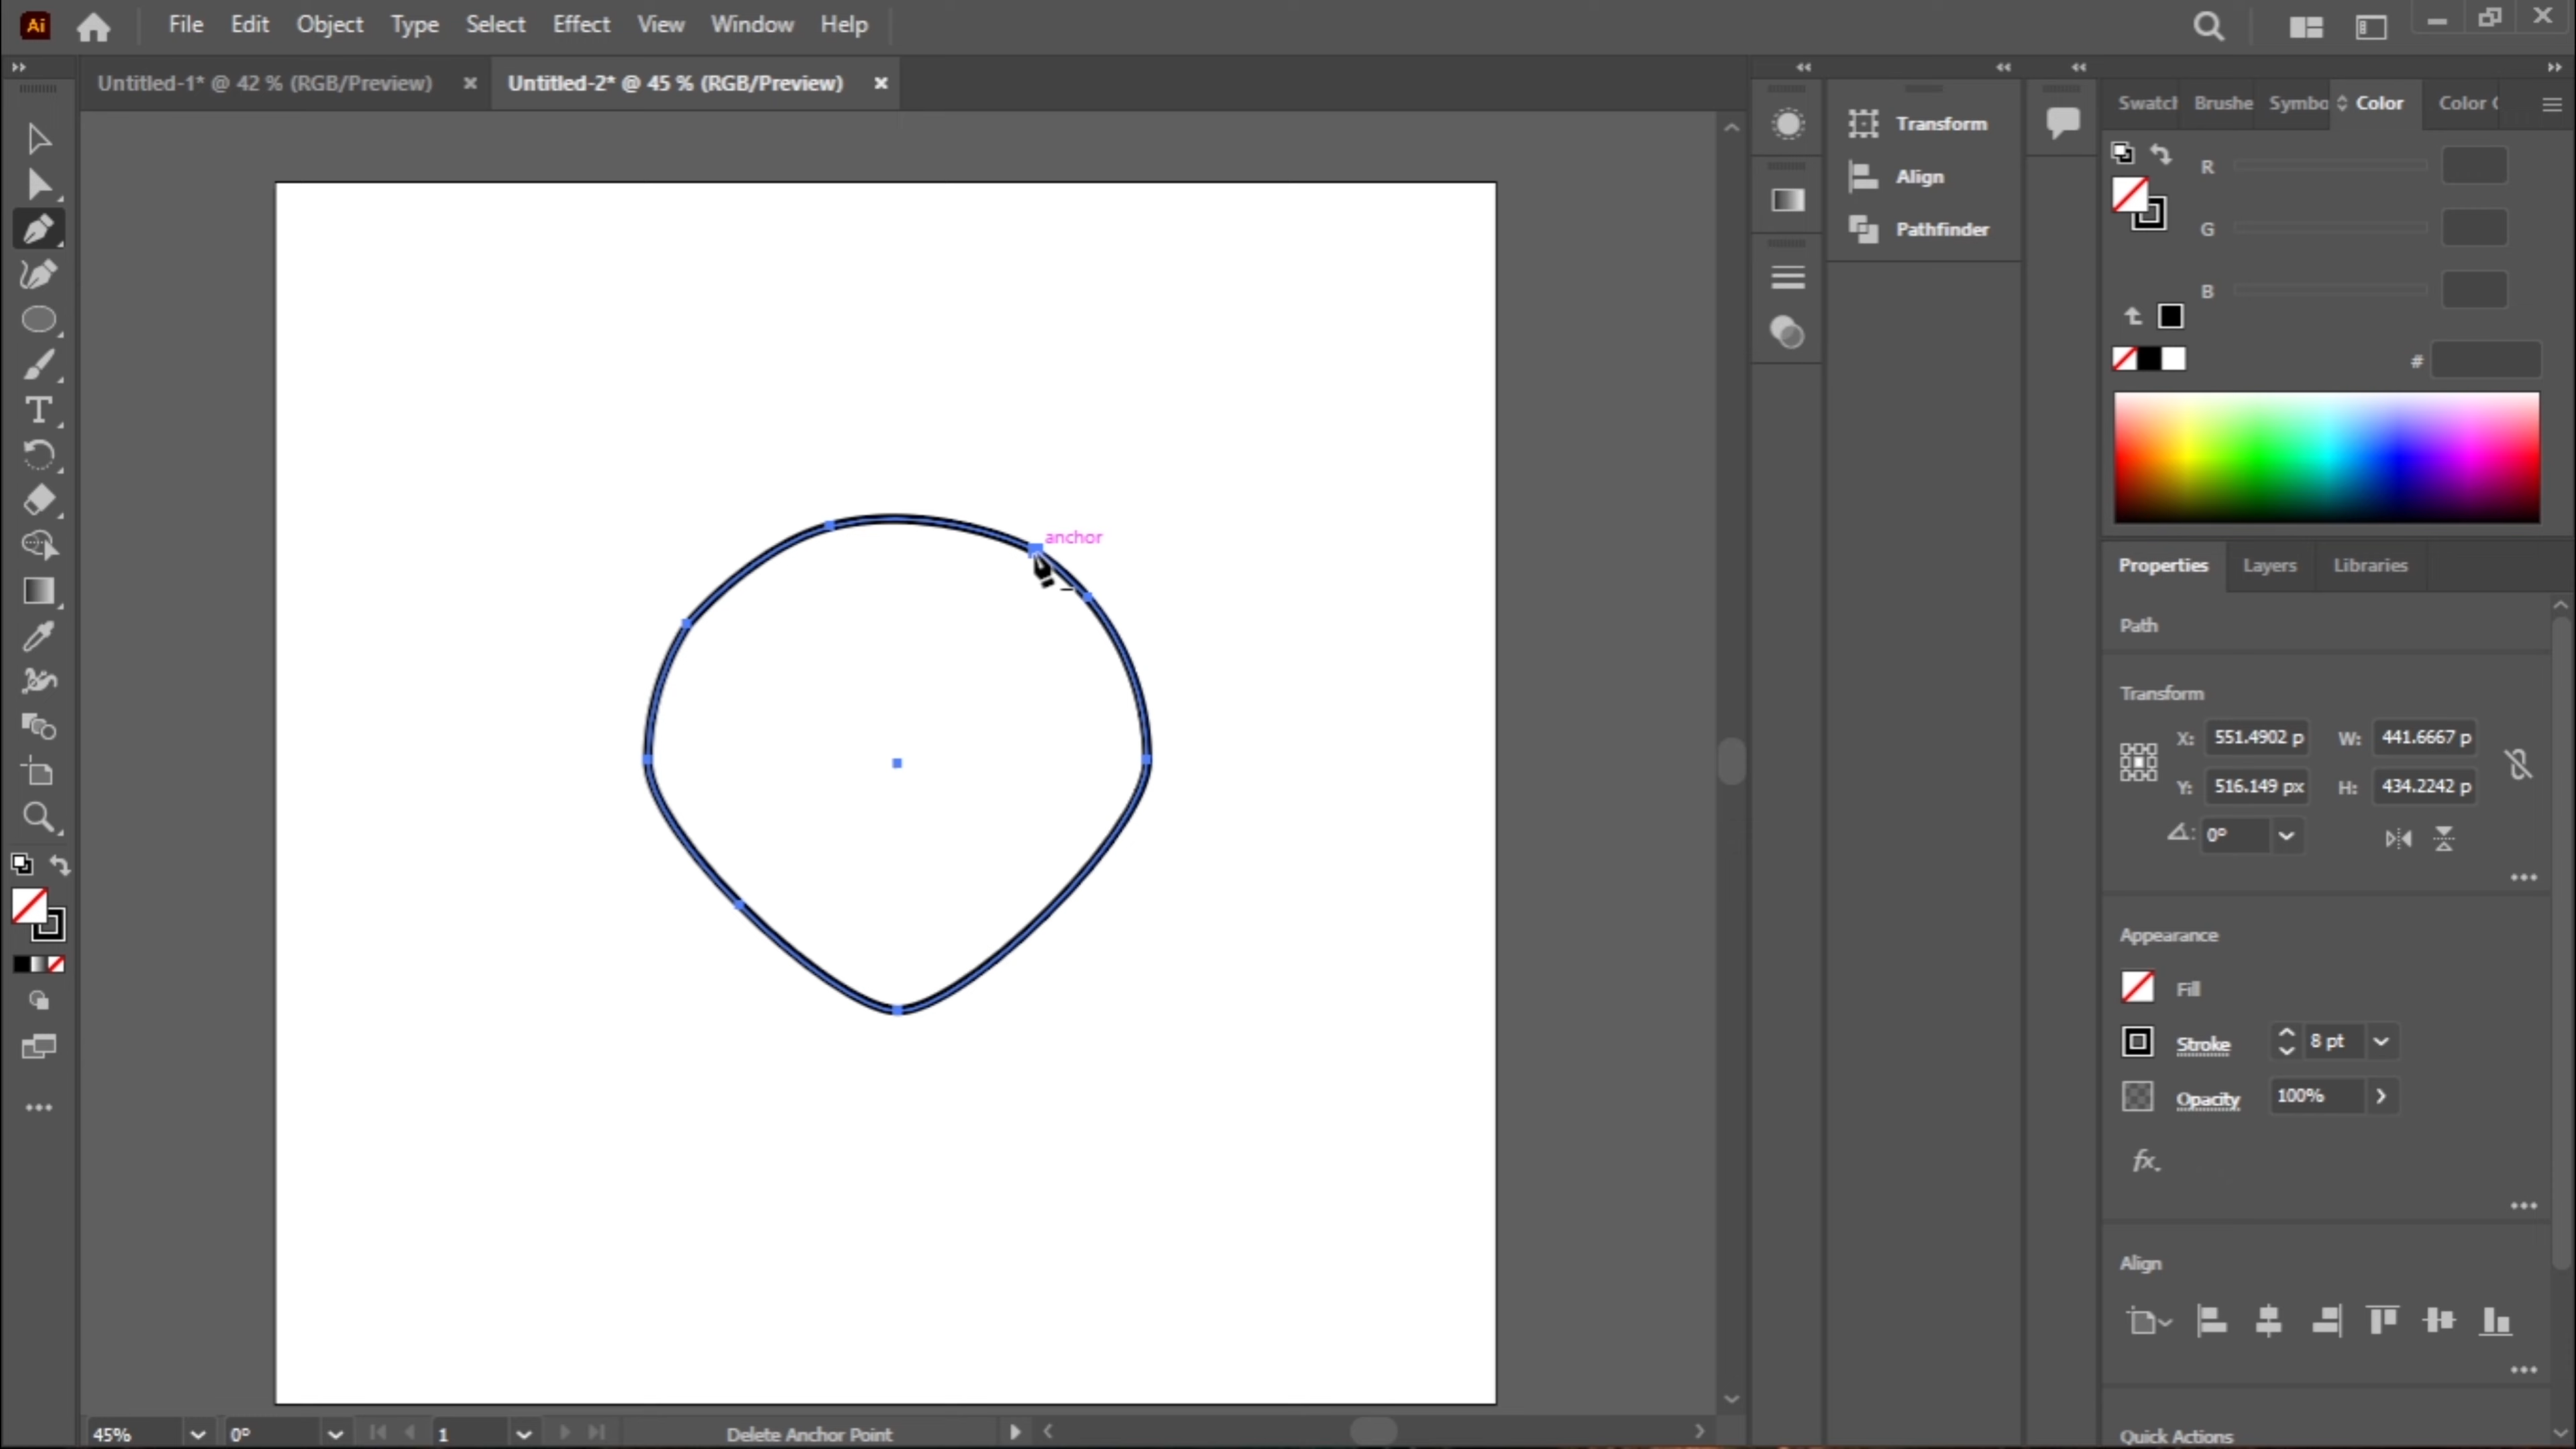 Ai File Edit Object Type Select Effect View Window Help
Untitled-1* @ 42 % (RGB/Preview) × Untitled-2* @ 45 % (RGB/Preview) ×
Swatch Brushe Symbo Color Color
Transform
Align
Pathfinder
R
G
B
#
anchor
Properties Layers Libraries
Path
Transform
X: 551.4902 p W: 441.6667 p
Y: 516.149 px H: 434.2242 p
0°
Appearance
Fill
Stroke 8 pt
Opacity 100%
fx.
Align
Quick Actions
45% 0° 1 Delete Anchor Point